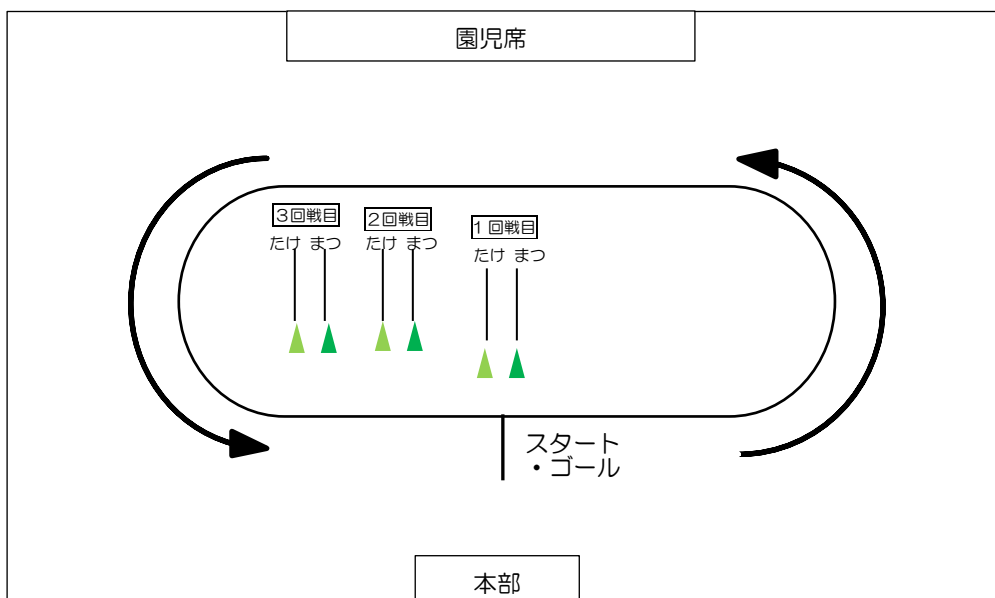 園児席
3回戦目
たけ まつ
2回戦目
たけ まつ
1回戦目
たけ まつ
スタート
・ゴール
本部